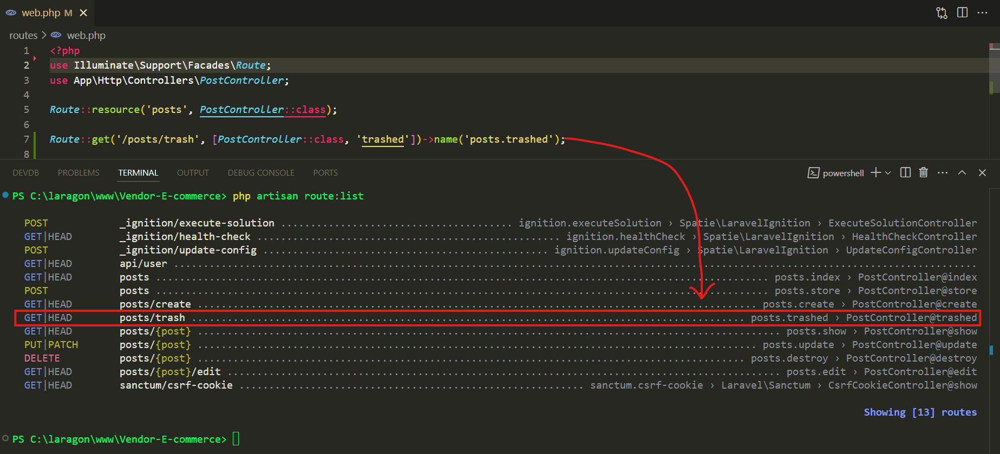 php web.php M
routes > php web.php
1 <?php
2 use Illuminate\Support\Facades\Route;
3 use App\Http\Controllers\PostController;
4
5 Route::resource('posts', PostController::class);
6
7 Route::get('/posts/trash', [PostController::class, 'trashed'])->name('posts.trashed');
8
DEVDB PROBLEMS TERMINAL OUTPUT DEBUG CONSOLE PORTS powershell
PS C:\laragon\www\Vendor-E-commerce> php artisan route:list
POST _ignition/execute-solution ....................................... ignition.executeSolution › Spatie\LaravelIgnition › ExecuteSolutionController
GET|HEAD _ignition/health-check ................................................... ignition.healthCheck › Spatie\LaravelIgnition › HealthCheckController
POST _ignition/update-config ................................................ ignition.updateConfig › Spatie\LaravelIgnition › UpdateConfigController
GET|HEAD api/user .......................................................................................................................................
GET|HEAD posts ....................................................................................................... posts.index › PostController@index
POST posts ....................................................................................................... posts.store › PostController@store
GET|HEAD posts/create .............................................................................................. posts.create › PostController@create
GET|HEAD posts/trash ............................................................................................. posts.trashed › PostController@trashed
GET|HEAD posts/{post} .................................................................................................. posts.show › PostController@show
PUT|PATCH posts/{post} .............................................................................................. posts.update › PostController@update
DELETE posts/{post} ............................................................................................ posts.destroy › PostController@destroy
GET|HEAD posts/{post}/edit ............................................................................................. posts.edit › PostController@edit
GET|HEAD sanctum/csrf-cookie .......................................................... sanctum.csrf-cookie › Laravel\Sanctum › CsrfCookieController@show
Showing [13] routes
PS C:\laragon\www\Vendor-E-commerce>